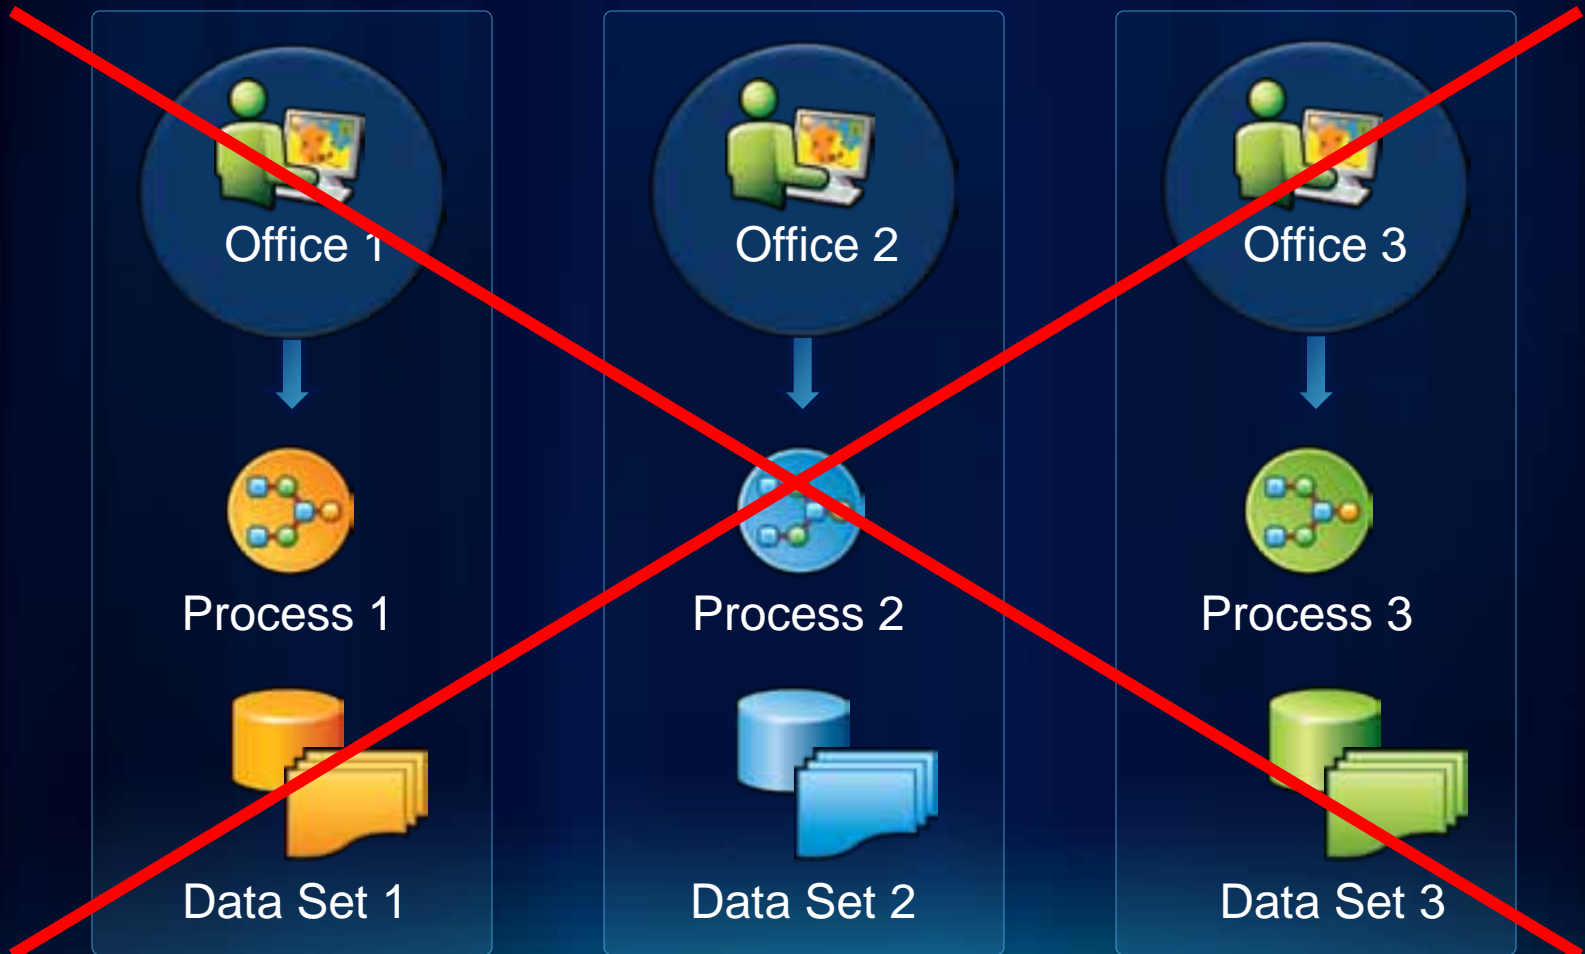 Office 1
Office 2
Office 3
Process 1
Process 2
Process 3
Data Set 1
Data Set 2
Data Set 3